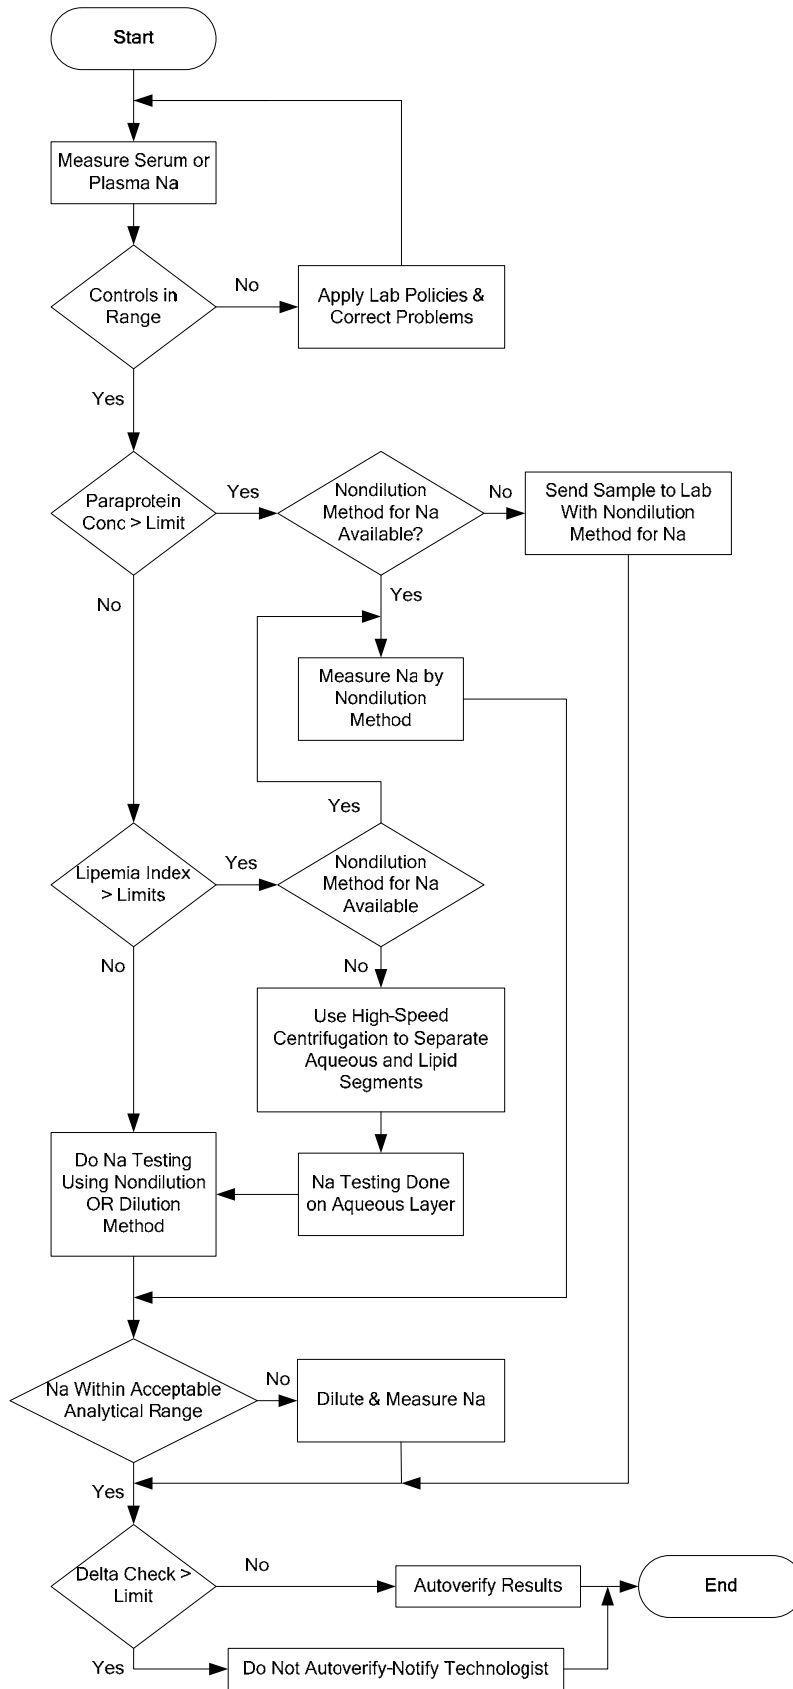 Start
Measure Serum or
Plasma Na
Controls in
Range
No
Apply Lab Policies &
Correct Problems
Yes
Paraprotein
Conc > Limit
Yes
Nondilution
Method for Na
Available?
No
Send Sample to Lab
With Nondilution
Method for Na
No
Yes
Measure Na by
Nondilution
Method
Yes
Lipemia Index
> Limits
Yes
Nondilution
Method for Na
Available
No
No
Use High-Speed
Centrifugation to Separate
Aqueous and Lipid
Segments
Do Na Testing
Using Nondilution
OR Dilution
Method
Na Testing Done
on Aqueous Layer
Na Within Acceptable
Analytical Range
No
Dilute & Measure Na
Yes
Delta Check >
Limit
No
Autoverify Results
End
Yes
Do Not Autoverify-Notify Technologist